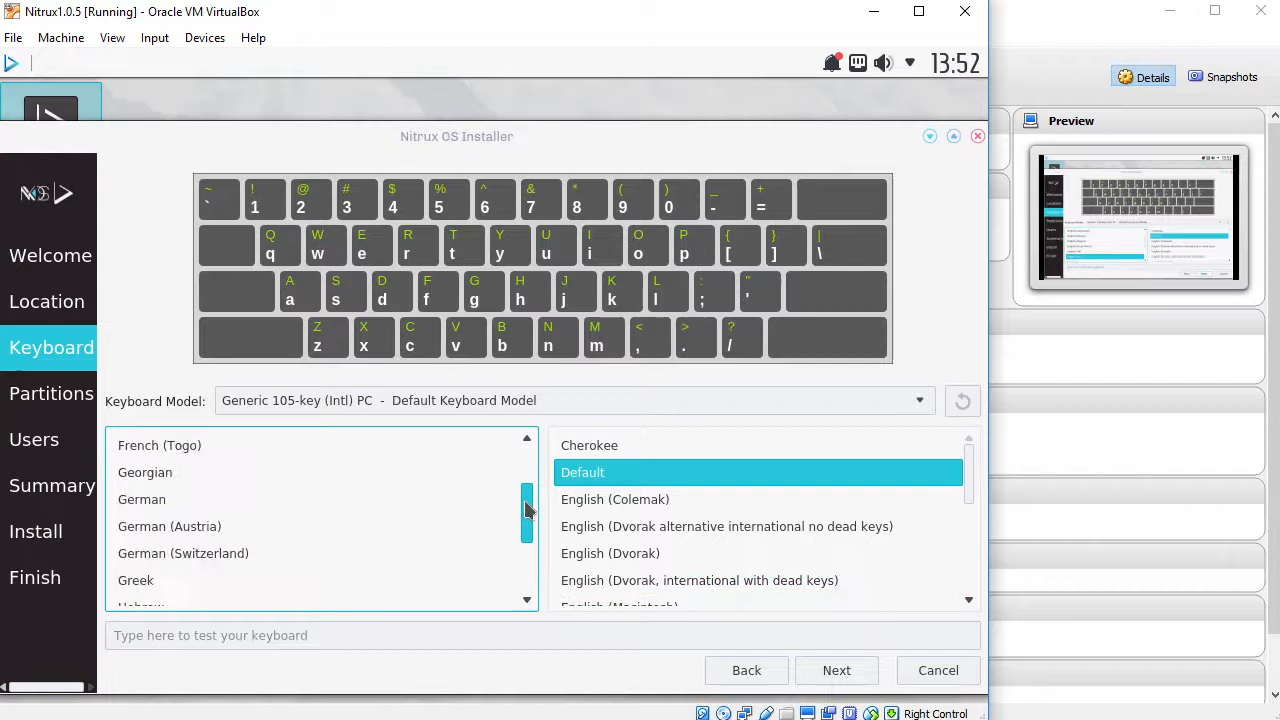 Nitrux1.0.5 [Running] - Oracle VM VirtualBox
File Machine View Input Devices Help
13:52
Details Snapshots
Preview
Nitrux OS Installer
~ ! @ # $ % ^ & * ( ) _ +
` 1 2 3 4 5 6 7 8 9 0 - =
Q W E R T Y U I O P { } |
q w e r t y u i o p [ ] \
A S D F G H J K L : "
a s d f g h j k l ; '
Z X C V B N M < > ?
z x c v b n m , . /
Welcome
Location
Keyboard
Partitions
Users
Summary
Install
Finish
Keyboard Model: Generic 105-key (Intl) PC - Default Keyboard Model
French (Togo)
Georgian
German
German (Austria)
German (Switzerland)
Greek
Hebrew
Cherokee
Default
English (Colemak)
English (Dvorak alternative international no dead keys)
English (Dvorak)
English (Dvorak, international with dead keys)
English (Macintosh)
Type here to test your keyboard
Back Next Cancel
Right Control